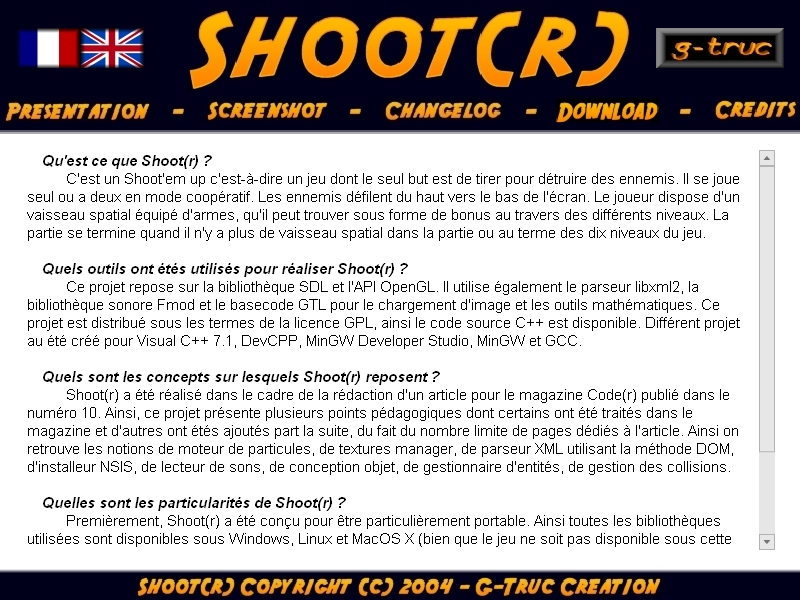 SHOOT(R)
g-truc
PRESENTATION - SCREENSHOT - CHANGELOG - DOWNLOAD - CREDITS
Qu'est ce que Shoot(r) ?
C'est un Shoot'em up c'est-à-dire un jeu dont le seul but est de tirer pour détruire des ennemis. Il se joue
seul ou a deux en mode coopératif. Les ennemis défilent du haut vers le bas de l'écran. Le joueur dispose d'un
vaisseau spatial équipé d'armes, qu'il peut trouver sous forme de bonus au travers des différents niveaux. La
partie se termine quand il n'y a plus de vaisseau spatial dans la partie ou au terme des dix niveaux du jeu.
Quels outils ont étés utilisés pour réaliser Shoot(r) ?
Ce projet repose sur la bibliothèque SDL et l'API OpenGL. Il utilise également le parseur libxml2, la
bibliothèque sonore Fmod et le basecode GTL pour le chargement d'image et les outils mathématiques. Ce
projet est distribué sous les termes de la licence GPL, ainsi le code source C++ est disponible. Différent projet
au été créé pour Visual C++ 7.1, DevCPP, MinGW Developer Studio, MinGW et GCC.
Quels sont les concepts sur lesquels Shoot(r) reposent ?
Shoot(r) a été réalisé dans le cadre de la rédaction d'un article pour le magazine Code(r) publié dans le
numéro 10. Ainsi, ce projet présente plusieurs points pédagogiques dont certains ont été traités dans le
magazine et d'autres ont étés ajoutés part la suite, du fait du nombre limite de pages dédiés à l'article. Ainsi on
retrouve les notions de moteur de particules, de textures manager, de parseur XML utilisant la méthode DOM,
d'installeur NSIS, de lecteur de sons, de conception objet, de gestionnaire d'entités, de gestion des collisions.
Quelles sont les particularités de Shoot(r) ?
Premièrement, Shoot(r) a été conçu pour être particulièrement portable. Ainsi toutes les bibliothèques
utilisées sont disponibles sous Windows, Linux et MacOS X (bien que le jeu ne soit pas disponible sous cette
SHOOT(R) COPYRIGHT (C) 2004 - G-TRUC CREATION